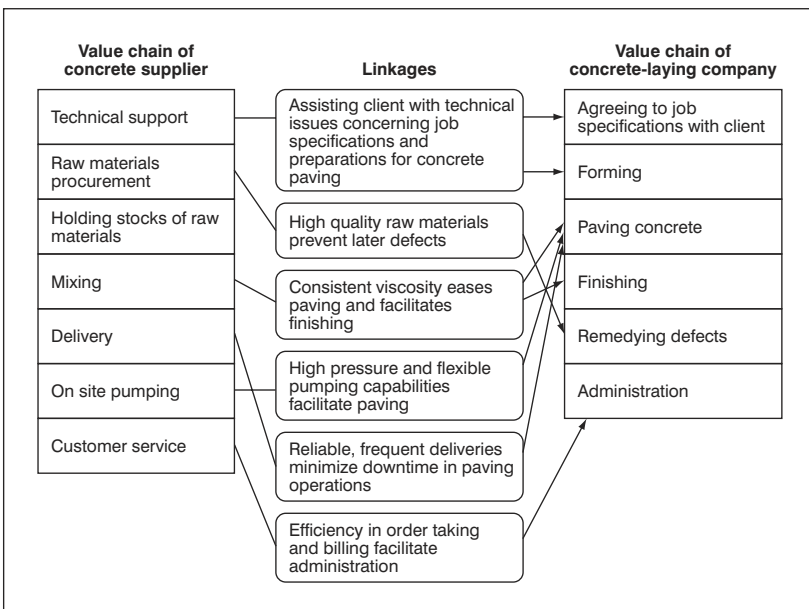 Value chain of
concrete supplier
Technical support
Raw materials
procurement
Holding stocks of raw
materials
Mixing
Delivery
On site pumping
Customer service
Linkages
Assisting client with technical
issues concerning job
specifications and
preparations for concrete
paving
High quality raw materials
prevent later defects
Consistent viscosity eases
paving and facilitates
finishing
High pressure and flexible
pumping capabilities
facilitate paving
Reliable, frequent deliveries
minimize downtime in paving
operations
Efficiency in order taking
and billing facilitate
administration
Value chain of
concrete-laying company
Agreeing to job
specifications with client
Forming
Paving concrete
Finishing
Remedying defects
Administration